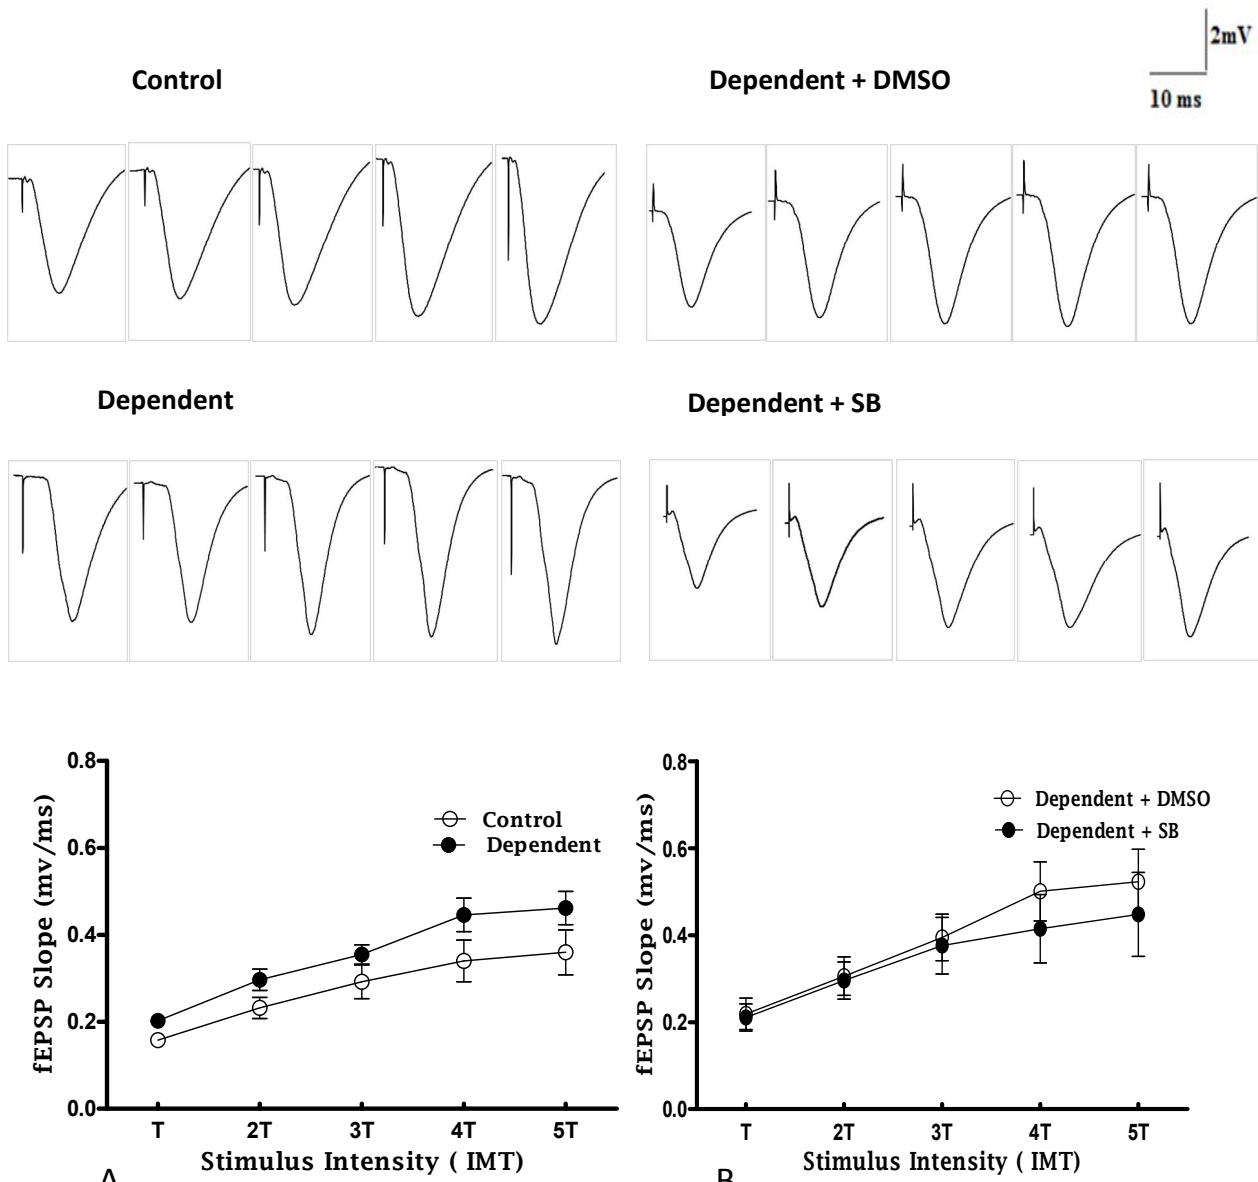 2mV
10 ms
Control
Dependent + DMSO
Dependent
Dependent + SB
0.8
0.6
0.4
0.2
0.0
fEPSP Slope (mv/ms)
Control
Dependent
T 2T 3T 4T 5T
Stimulus Intensity ( IMT)
A
0.8
0.6
0.4
0.2
0.0
fEPSP Slope (mv/ms)
Dependent + DMSO
Dependent + SB
T 2T 3T 4T 5T
Stimulus Intensity ( IMT)
B